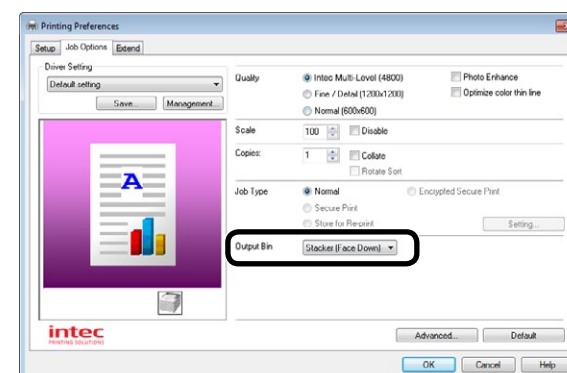 Printing Preferences
Setup Job Options Extend
Driver Setting
Default setting
Save... Management...
Quality
Intec Multi-Level (4800)
Fine / Detail (1200x1200)
Normal (600x600)
Photo Enhance
Optimize color thin line
Scale
100 Disable
Copies:
1 Collate
Rotate Sort
Job Type
Normal
Encrypted Secure Print
Secure Print
Store for Re-print
Setting...
Output Bin
Stacker (Face Down)
A
intec
PRINTING SOLUTIONS
Advanced... Default
OK Cancel Help